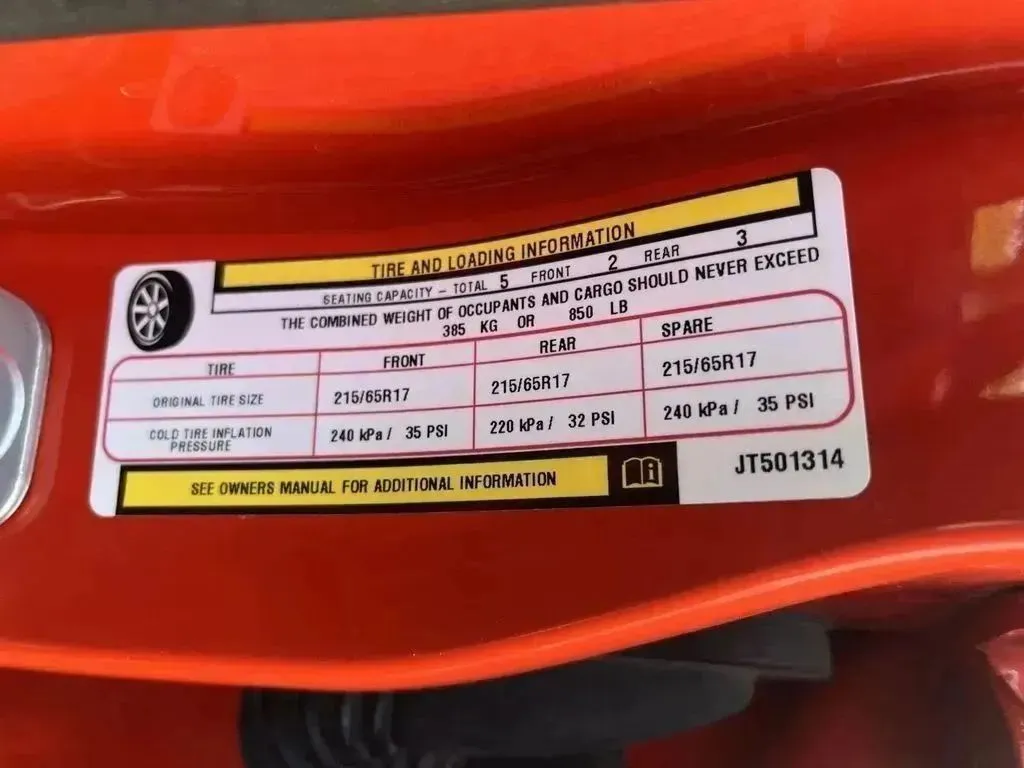 TIRE AND LOADING INFORMATION
SEATING CAPACITY – TOTAL 5 FRONT 2 REAR 3
THE COMBINED WEIGHT OF OCCUPANTS AND CARGO SHOULD NEVER EXCEED
385 KG OR 850 LB
TIRE FRONT REAR SPARE
ORIGINAL TIRE SIZE 215/65R17 215/65R17 215/65R17
COLD TIRE INFLATION
PRESSURE 240 kPa / 35 PSI 220 kPa / 32 PSI 240 kPa / 35 PSI
SEE OWNERS MANUAL FOR ADDITIONAL INFORMATION
JT501314